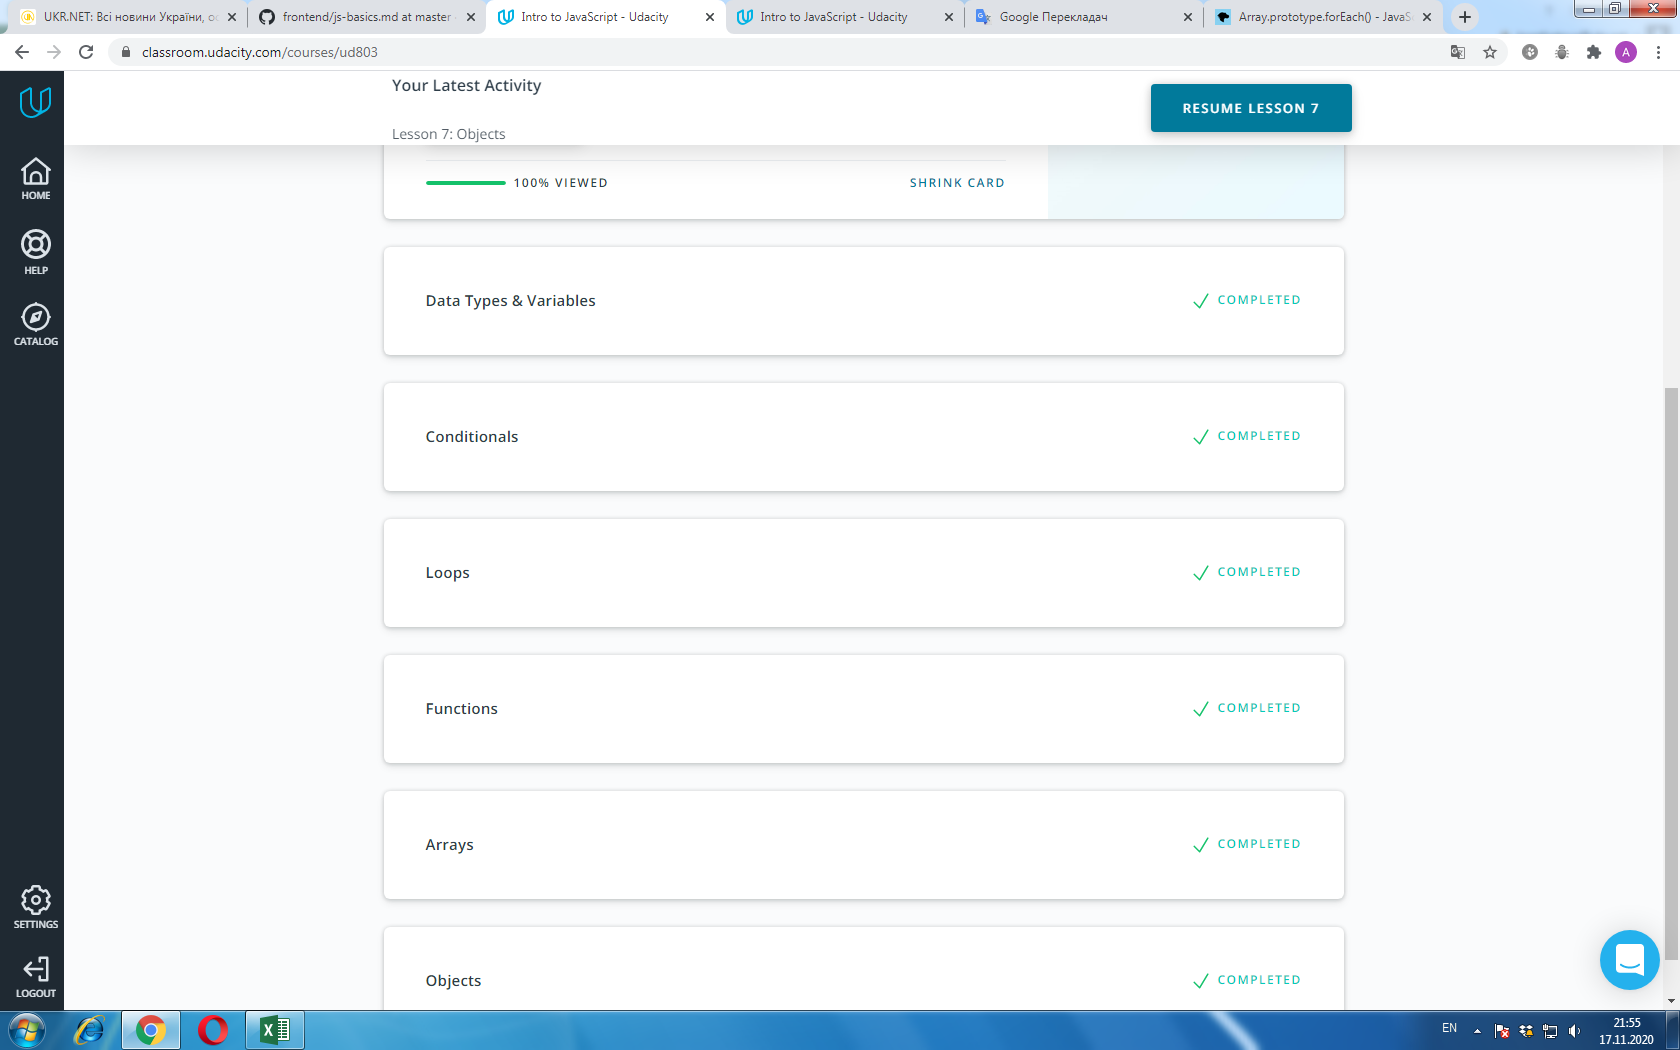 UKR.NET: Всі новини України, ос
frontend/js-basics.md at master
Intro to JavaScript - Udacity
Intro to JavaScript - Udacity
Google Перекладач
Array.prototype.forEach() - JavaS
classroom.udacity.com/courses/ud803
A
Your Latest Activity
RESUME LESSON 7
Lesson 7: Objects
100% VIEWED
SHRINK CARD
HOME
HELP
CATALOG
Data Types & Variables
COMPLETED
Conditionals
COMPLETED
Loops
COMPLETED
Functions
COMPLETED
Arrays
COMPLETED
Objects
COMPLETED
SETTINGS
LOGOUT
EN
21:55
17.11.2020